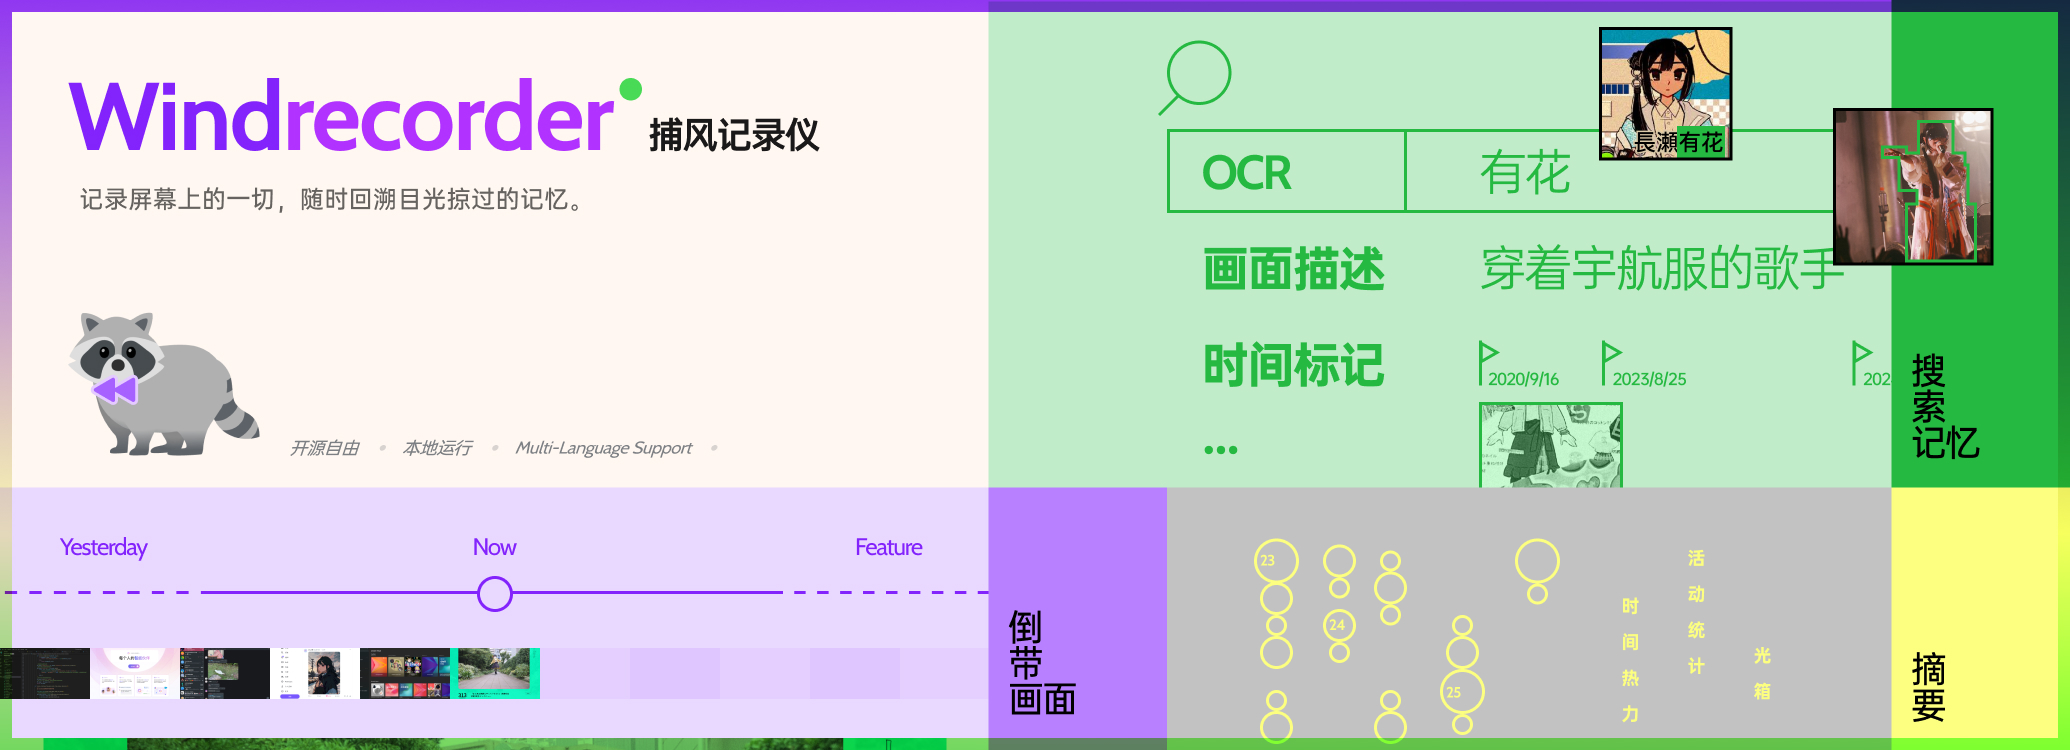 Windrecorder
捕风记录仪
记录屏幕上的一切，随时回溯目光掠过的记忆。
开源自由 • 本地运行 • Multi-Language Support •
OCR
有花
長瀬有花
画面描述
穿着宇航服的歌手
时间标记
2020/9/16
2023/8/25
202
...
搜
索
记忆
Yesterday
Now
Feature
倒
带
画面
23
24
25
时间热力
活动统计
光箱
摘
要